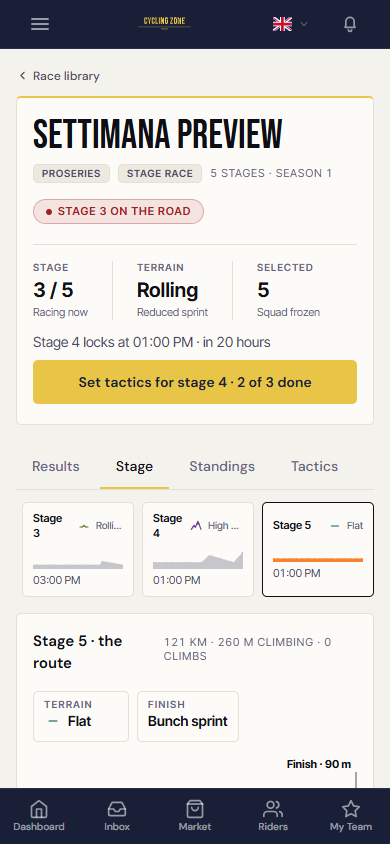 CYCLING ZONE
Race library
SETTIMANA PREVIEW
PROSERIES STAGE RACE 5 STAGES · SEASON 1
STAGE 3 ON THE ROAD
STAGE TERRAIN SELECTED
3 / 5 Rolling 5
Racing now Reduced sprint Squad frozen
Stage 4 locks at 01:00 PM · in 20 hours
Set tactics for stage 4 · 2 of 3 done
Results Stage Standings Tactics
Stage 3 Rolli...
03:00 PM
Stage 4 High ...
01:00 PM
Stage 5 Flat
01:00 PM
Stage 5 · the route
121 KM · 260 M CLIMBING · 0 CLIMBS
TERRAIN
Flat
FINISH
Bunch sprint
Finish · 90 m
Dashboard Inbox Market Riders My Team